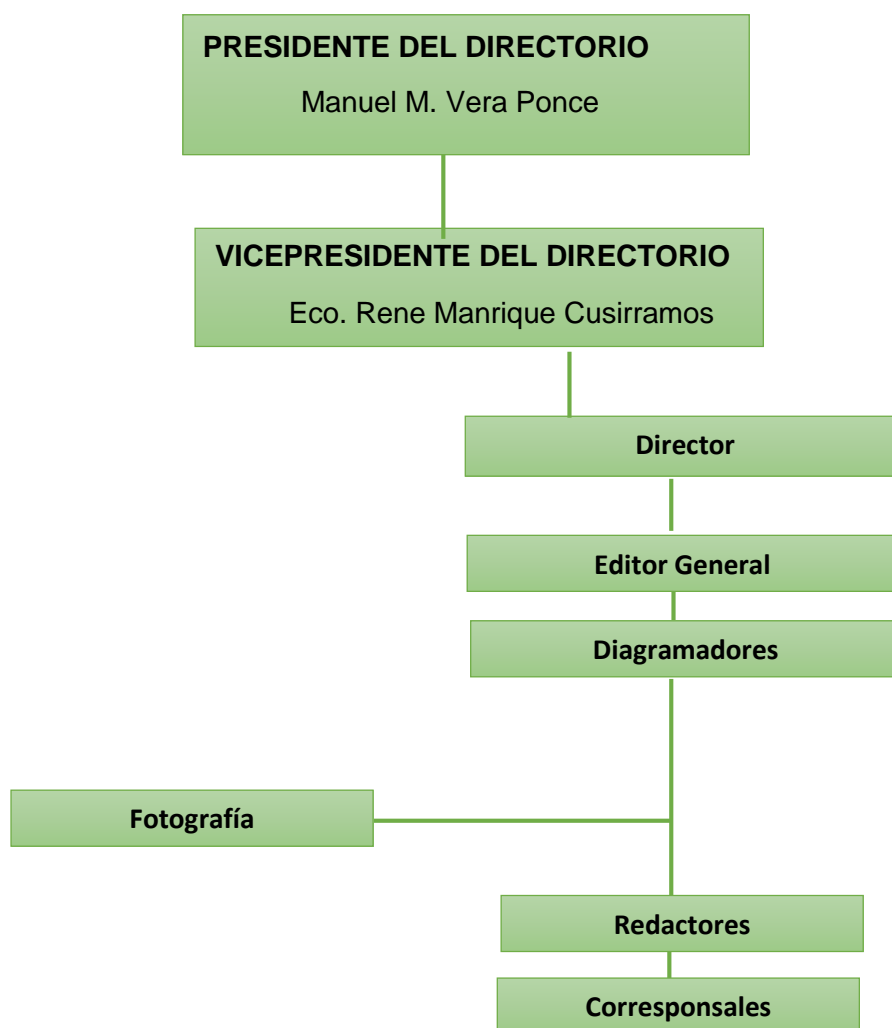 PRESIDENTE DEL DIRECTORIO
Manuel M. Vera Ponce
VICEPRESIDENTE DEL DIRECTORIO
Eco. Rene Manrique Cusirramos
Director
Editor General
Diagramadores
Fotografía
Redactores
Corresponsales